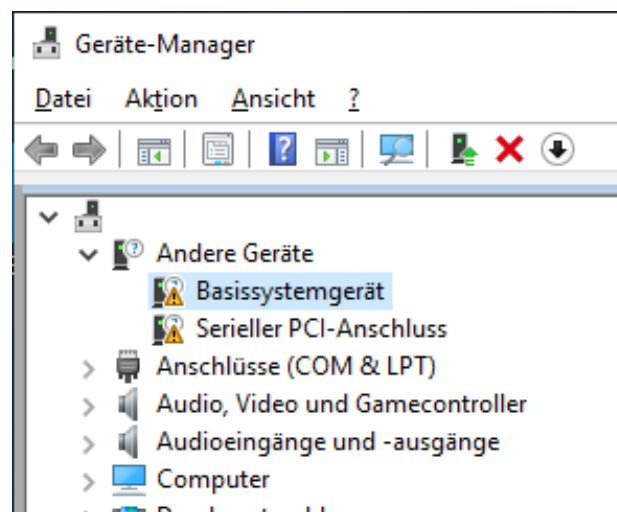 Geräte-Manager
Datei Aktion Ansicht ?
Andere Geräte
Basissystemgerät
Serieller PCI-Anschluss
Anschlüsse (COM & LPT)
Audio, Video und Gamecontroller
Audioeingänge und -ausgänge
Computer